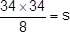 34 × 34
8 = s